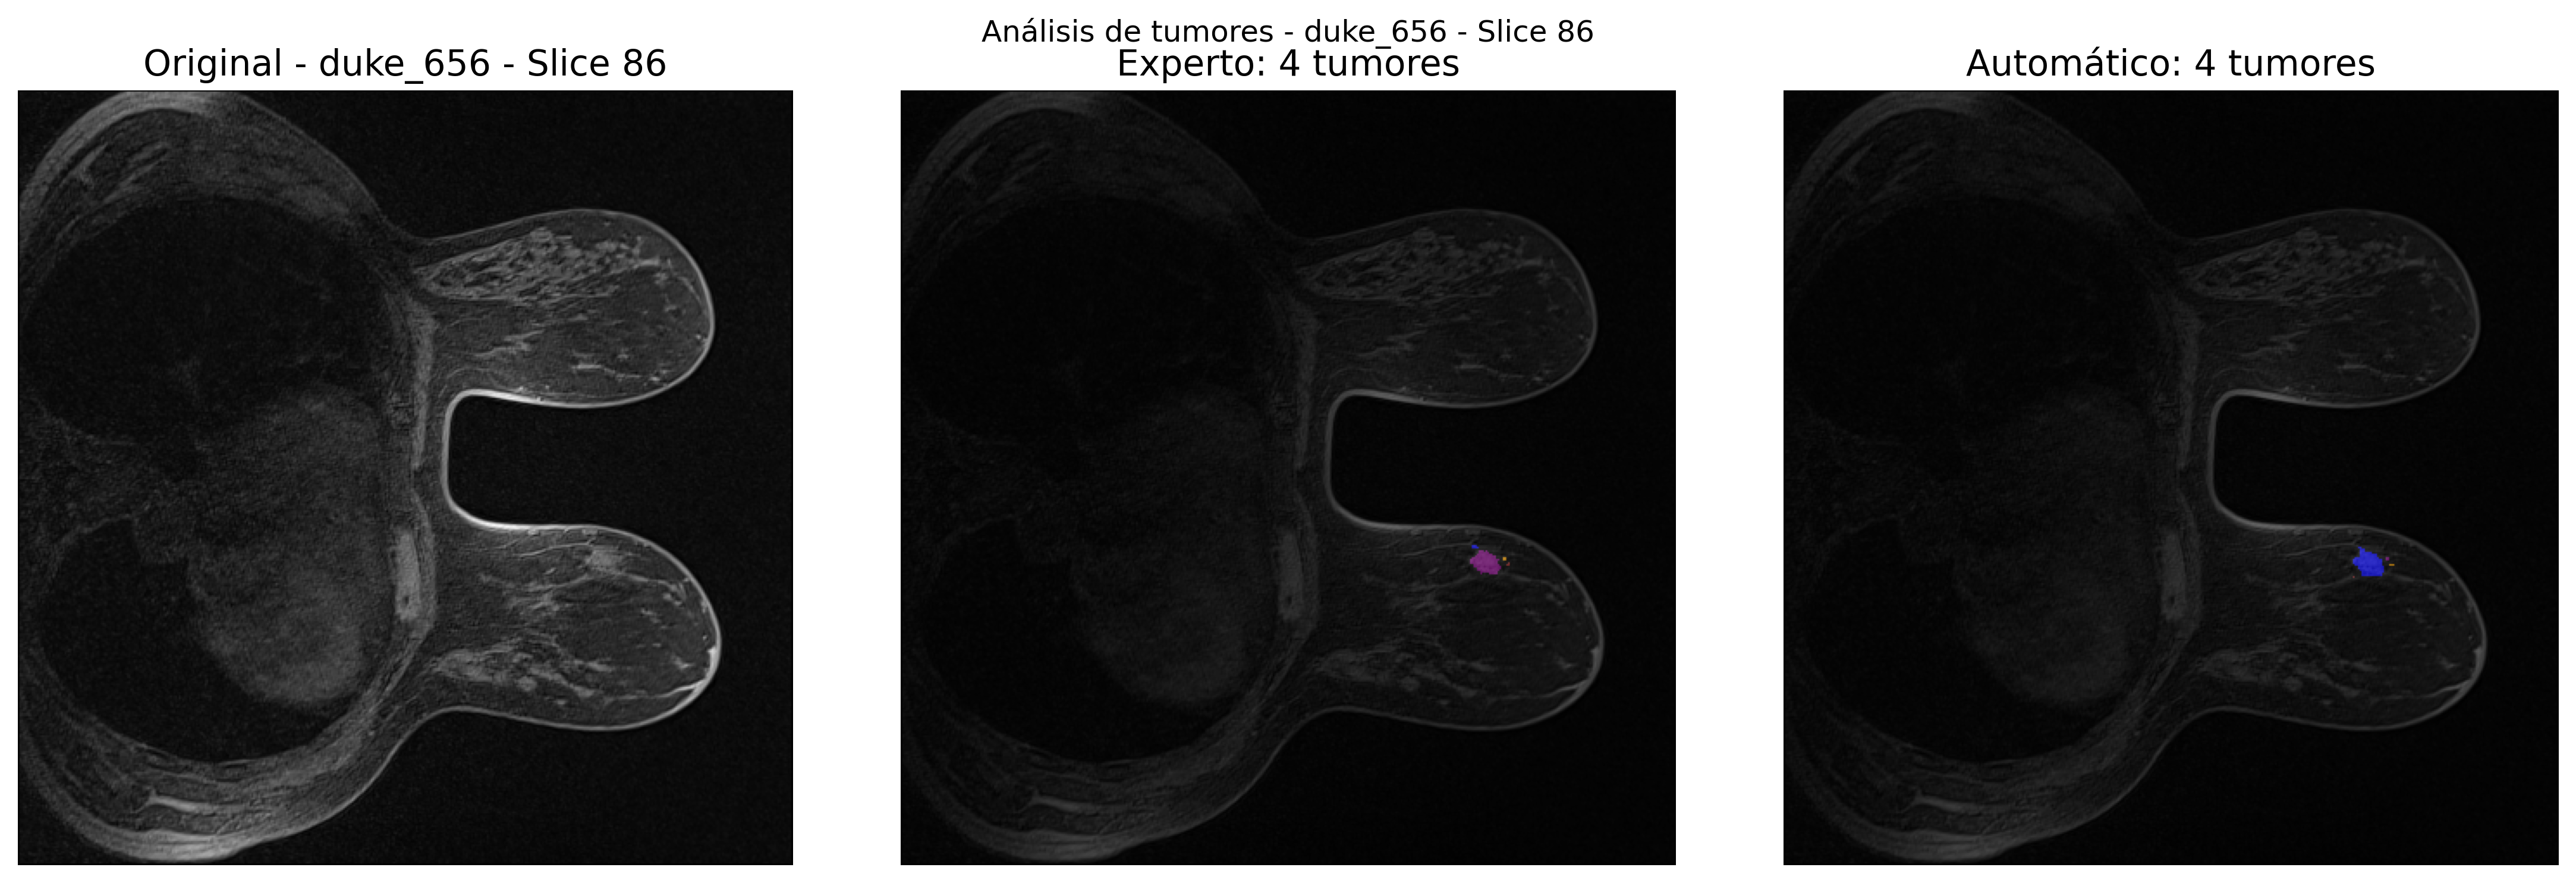 Análisis de tumores - duke_656 - Slice 86
Original - duke_656 - Slice 86
Experto: 4 tumores
Automático: 4 tumores